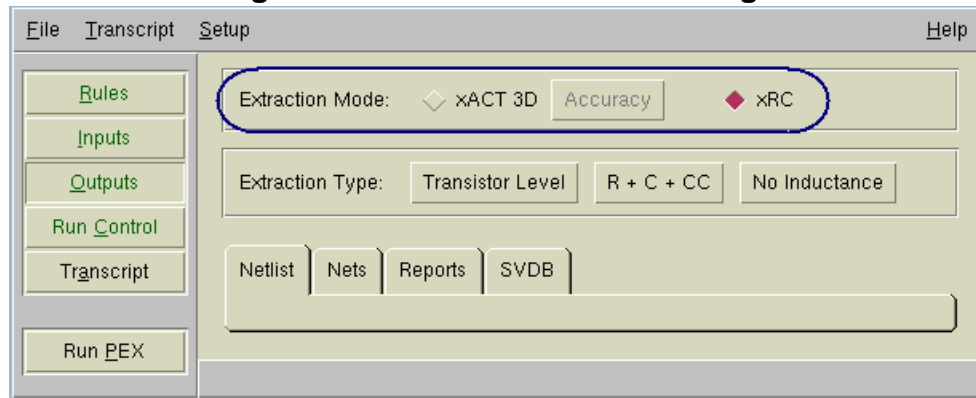 File Transcript Setup Help
Rules
Inputs
Outputs
Run Control
Transcript
Run PEX
Extraction Mode: xACT 3D Accuracy xRC
Extraction Type: Transistor Level R + C + CC No Inductance
Netlist Nets Reports SVDB